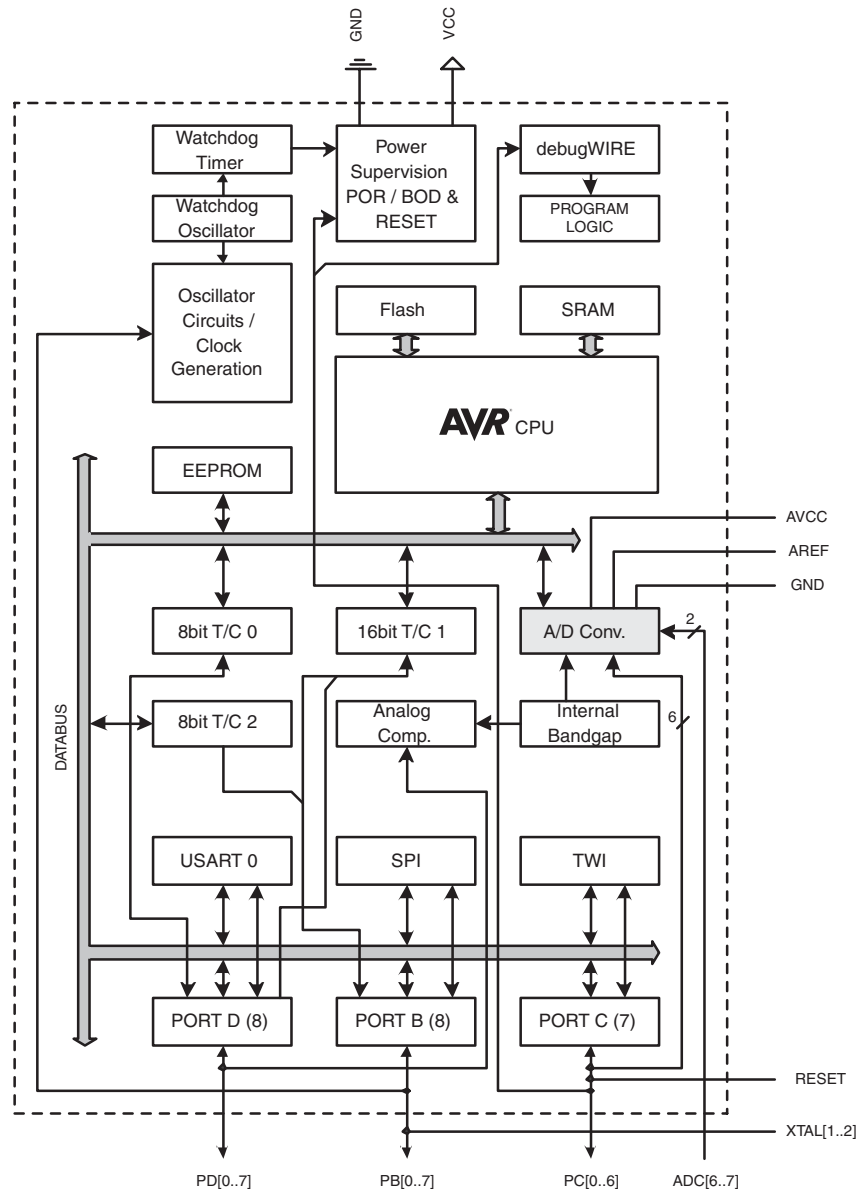 GND
VCC
Watchdog
Timer
Power
Supervision
POR / BOD &
RESET
debugWIRE
Watchdog
Oscillator
PROGRAM
LOGIC
Oscillator
Circuits /
Clock
Generation
Flash
SRAM
AVR CPU
EEPROM
AVCC
AREF
GND
8bit T/C 0
16bit T/C 1
A/D Conv.
2
8bit T/C 2
Analog
Comp.
Internal
Bandgap
6
DATABUS
USART 0
SPI
TWI
PORT D (8)
PORT B (8)
PORT C (7)
RESET
XTAL[1..2]
PD[0..7]
PB[0..7]
PC[0..6]
ADC[6..7]